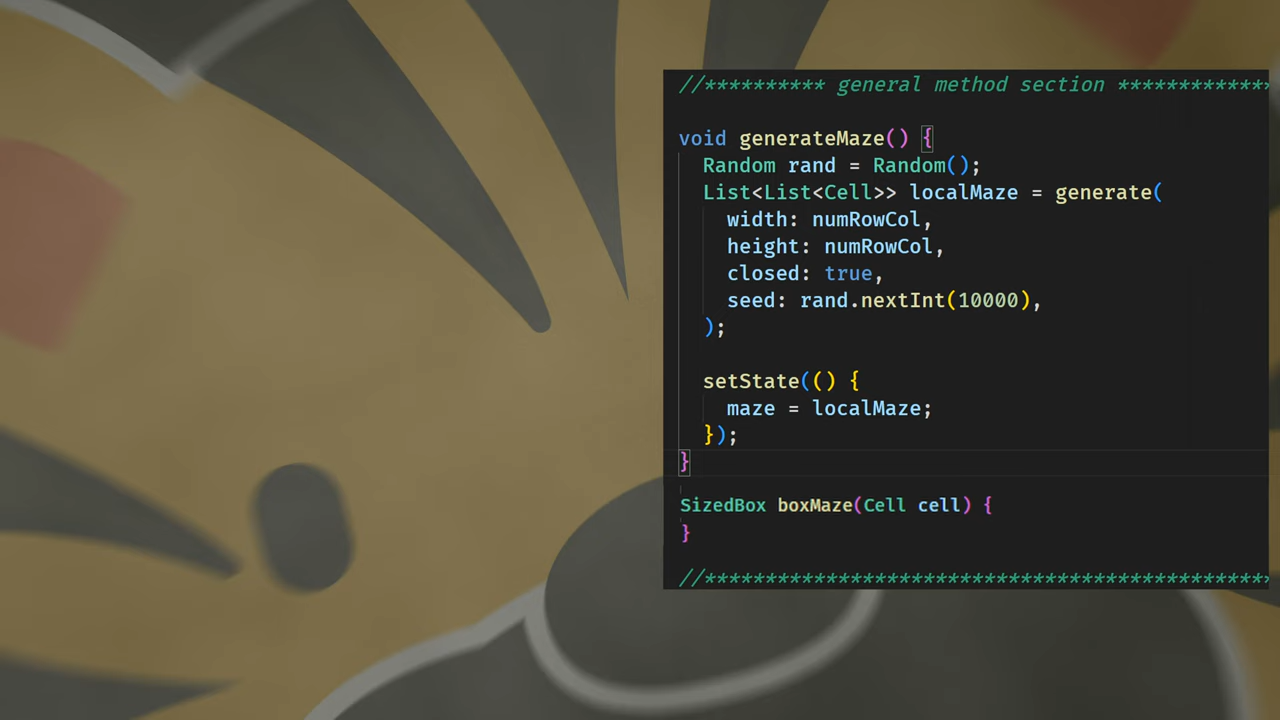 //********** general method section *************
void generateMaze() {
  Random rand = Random();
  List<List<Cell>> localMaze = generate(
    width: numRowCol,
    height: numRowCol,
    closed: true,
    seed: rand.nextInt(10000),
  );
  setState(() {
    maze = localMaze;
  });
}
SizedBox boxMaze(Cell cell) {
}
//***********************************************